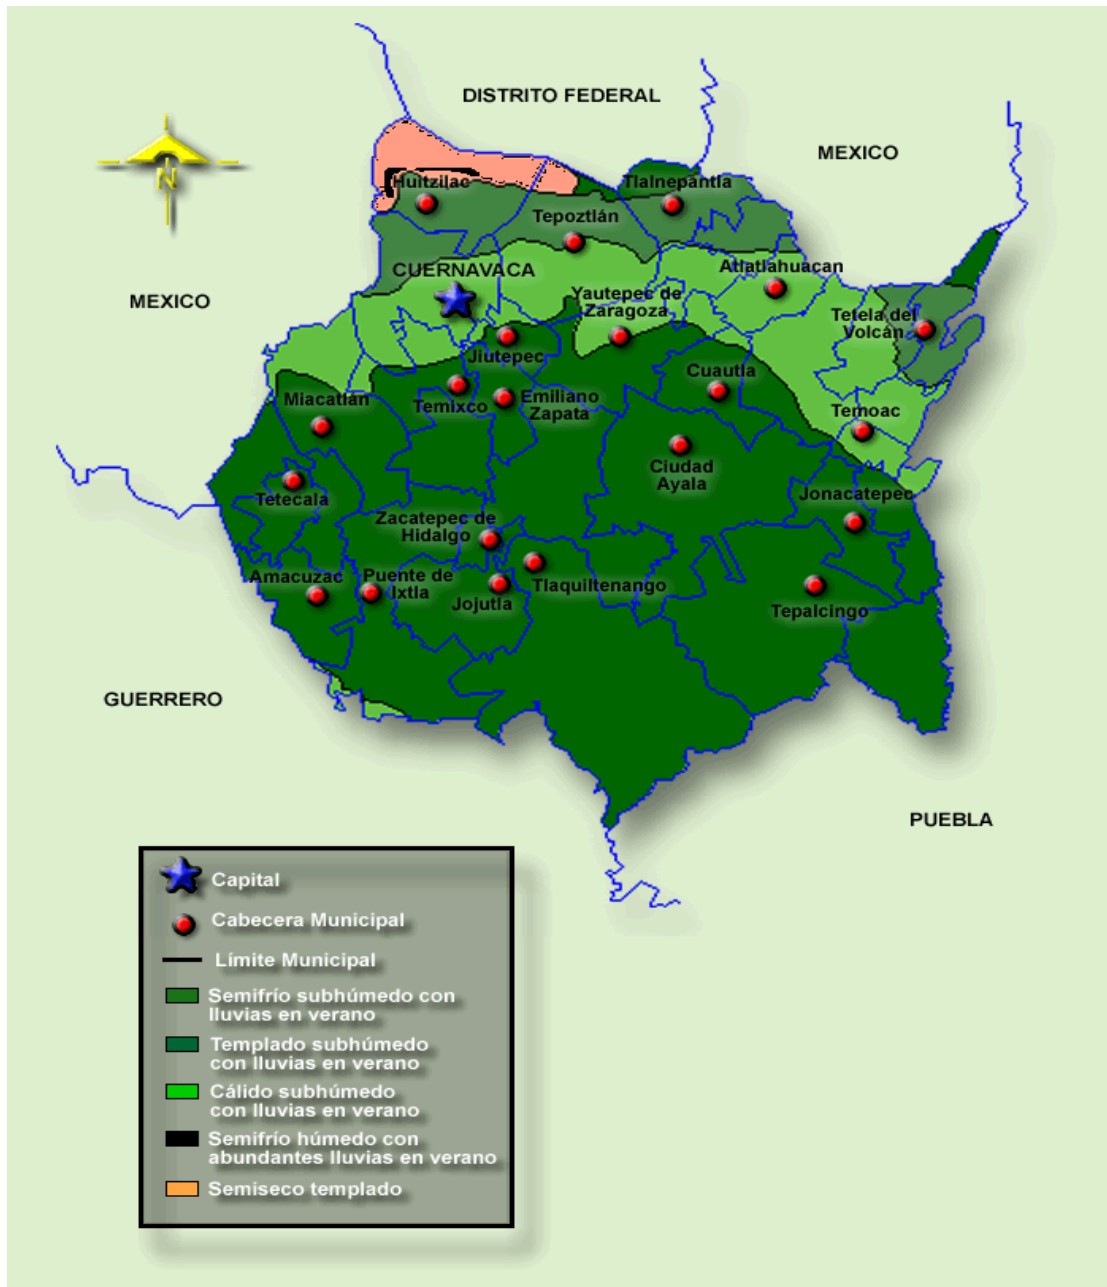 DISTRITO FEDERAL
MEXICO
N
Huitzilac
Tlalnepantla
Tepoztlán
CUERNAVACA
Atlatlahuacan
MEXICO
Yautepec de
Zaragoza
Tetela del
Volcán
Jiutepec
Cuautla
Miacatlán
Temixco
Emiliano
Zapata
Temoac
Ciudad
Ayala
Tetecala
Jonacatepec
Zacatepec de
Hidalgo
Amacuzac
Puente de
Ixtla
Jojutla
Tlaquiltenango
Tepalcingo
GUERRERO
PUEBLA
Capital
Cabecera Municipal
Límite Municipal
Semifrío subhúmedo con
lluvias en verano
Templado subhúmedo
con lluvias en verano
Cálido subhúmedo
con lluvias en verano
Semifrío húmedo con
abundantes lluvias en verano
Semiseco templado